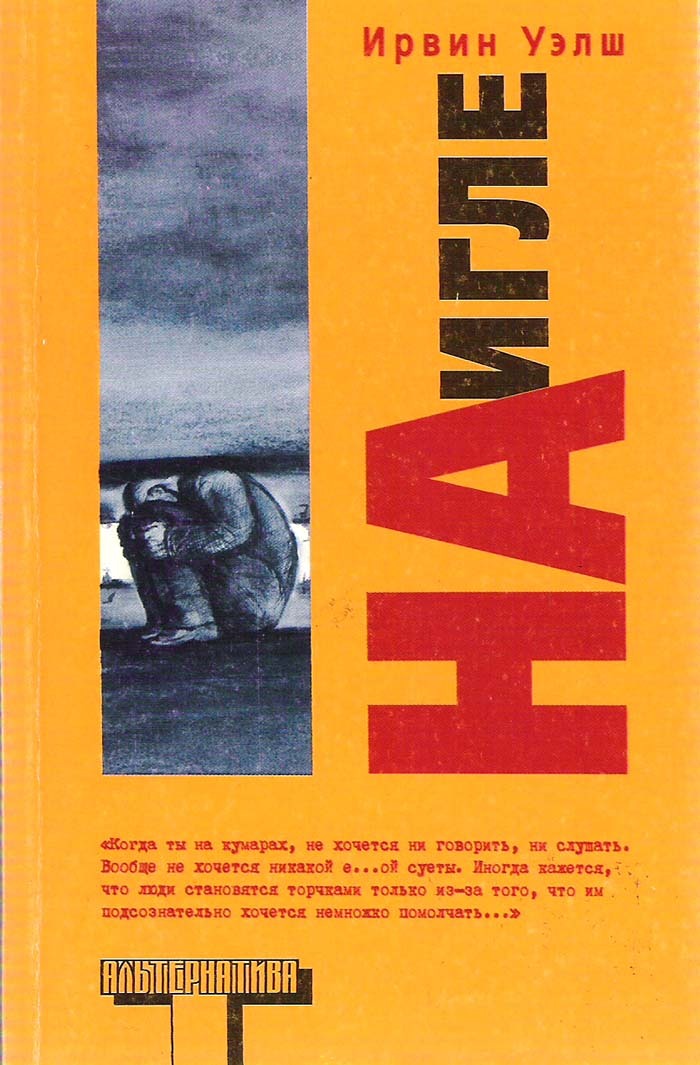 Ирвин Уэлш
НА ИГЛЕ
«Когда ты на кумарах, не хочется ни говорить, ни слушать.
Вообще не хочется никакой е...ой суеты. Иногда кажется,
что люди становятся торчками только из-за того, что им
подсознательно хочется немножко помолчать...»
АЛЬТЕРНАТИВА